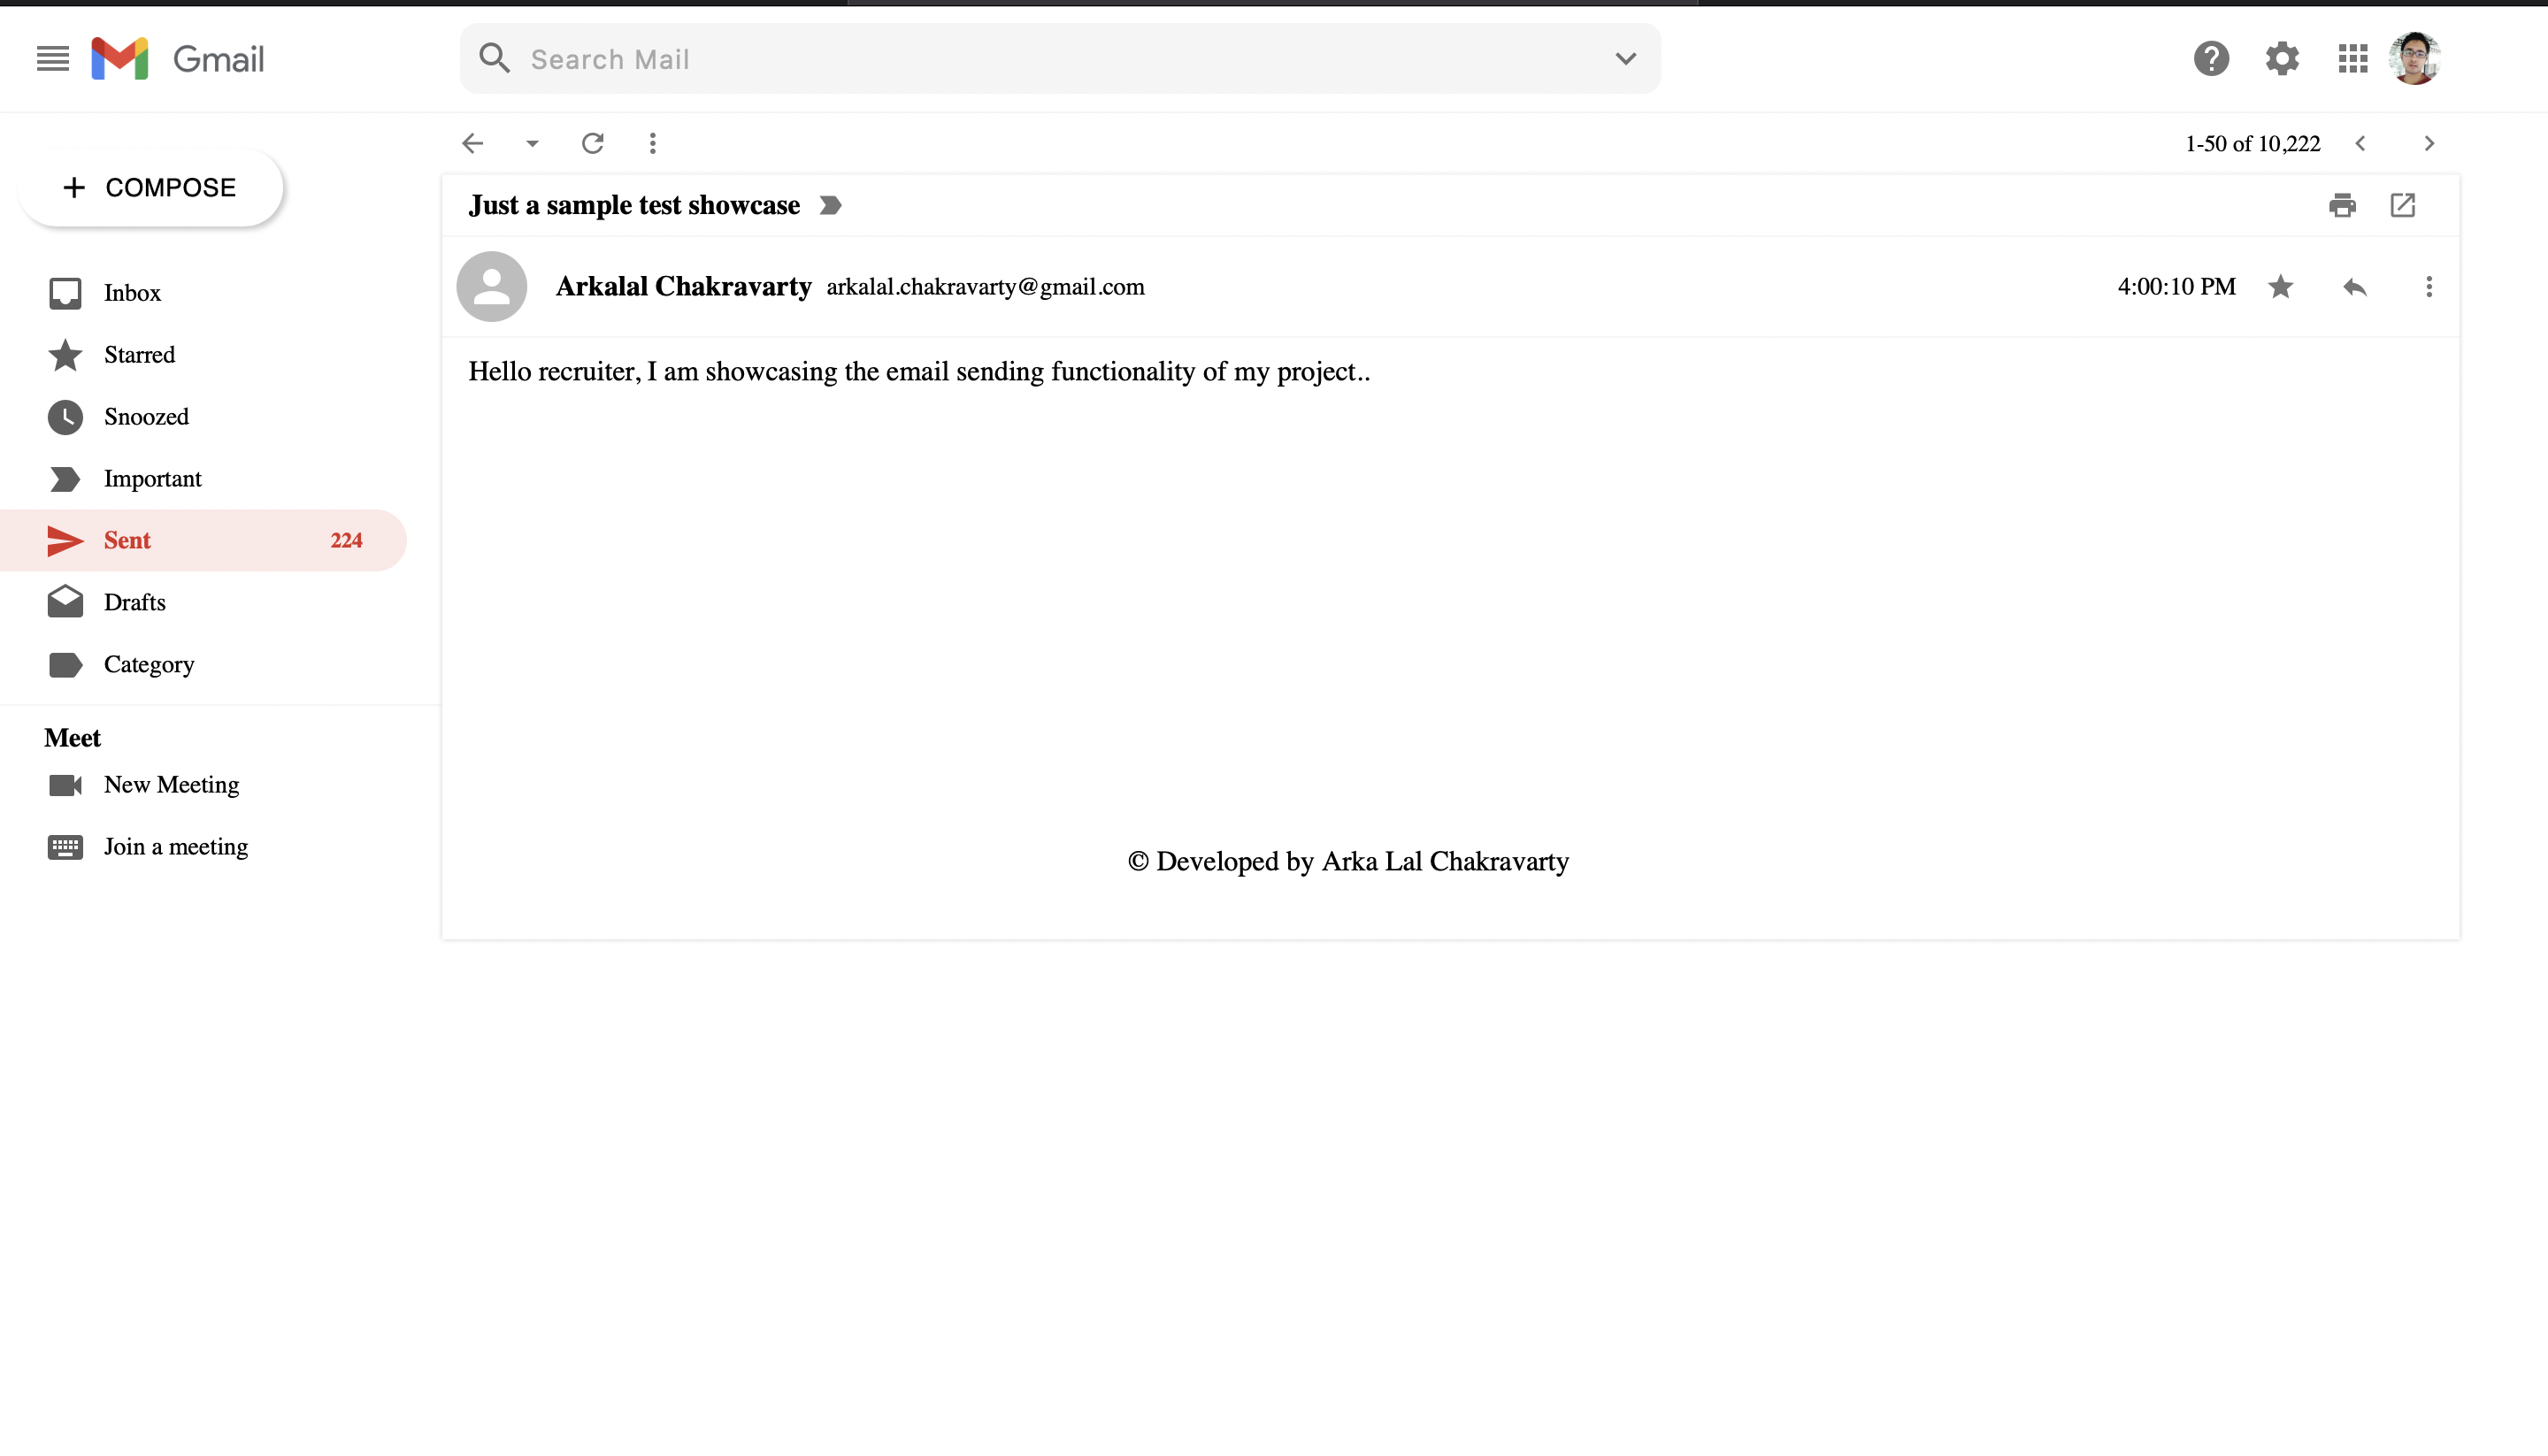 Gmail
Search Mail
1-50 of 10,222
COMPOSE
Just a sample test showcase
Arkalal Chakravarty arkalal.chakravarty@gmail.com 4:00:10 PM
Hello recruiter, I am showcasing the email sending functionality of my project..
Inbox
Starred
Snoozed
Important
Sent 224
Drafts
Category
Meet
New Meeting
Join a meeting
© Developed by Arka Lal Chakravarty